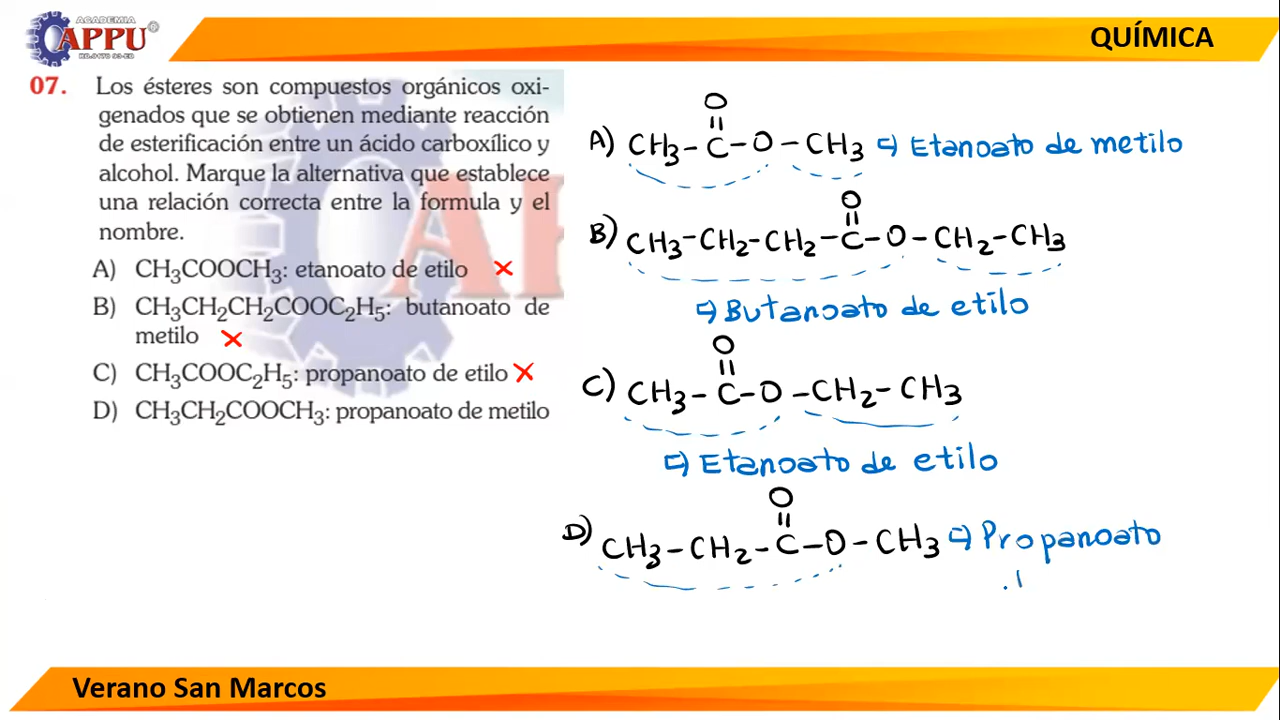 ACADEMIA
APPU
QUÍMICA
07. Los ésteres son compuestos orgánicos oxi-
genados que se obtienen mediante reacción
de esterificación entre un ácido carboxílico y
alcohol. Marque la alternativa que establece
una relación correcta entre la formula y el
nombre.
A) CH₃COOCH₃: etanoato de etilo ×
B) CH₃CH₂CH₂COOC₂H₅: butanoato de
metilo ×
C) CH₃COOC₂H₅: propanoato de etilo ×
D) CH₃CH₂COOCH₃: propanoato de metilo
O
A) CH₃-C-O-CH₃ ⇒ Etanoato de metilo
O
B) CH₃-CH₂-CH₂-C-O-CH₂-CH₃
⇒ Butanoato de etilo
O
C) CH₃-C-O-CH₂-CH₃
⇒ Etanoato de etilo
O
D) CH₃-CH₂-C-O-CH₃ ⇒ Propanoato
Verano San Marcos